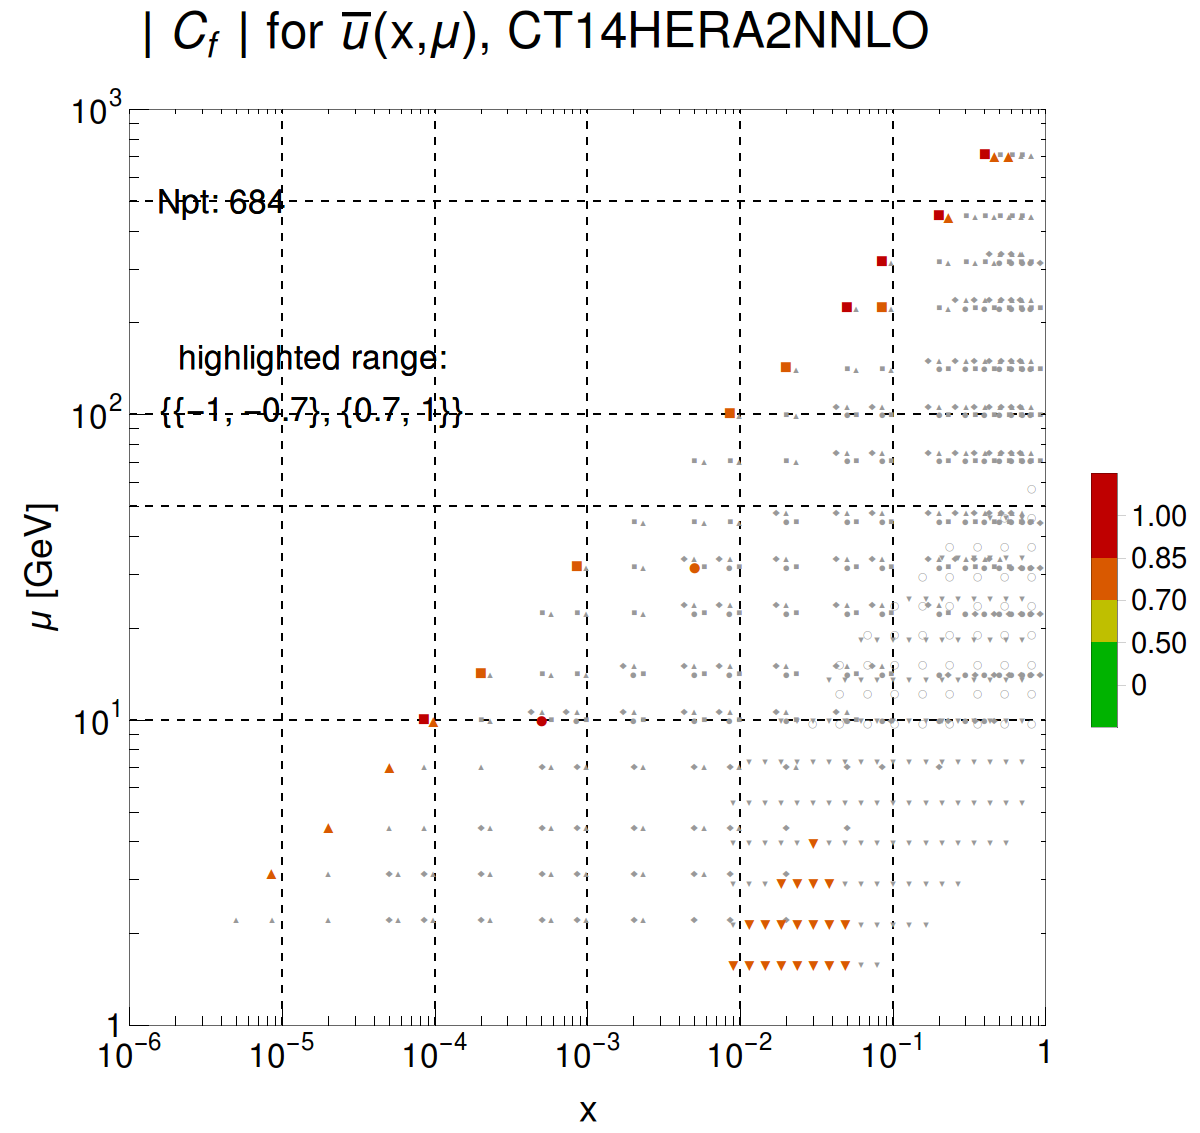 | C_f | for u̅(x,μ), CT14HERA2NNLO
10^3
Npt: 684
highlighted range:
{{−1, −0.7}, {0.7, 1}}
10^2
μ [GeV]
1.00
0.85
0.70
0.50
0
10^1
1
10^−6
10^−5
10^−4
10^−3
10^−2
10^−1
1
x